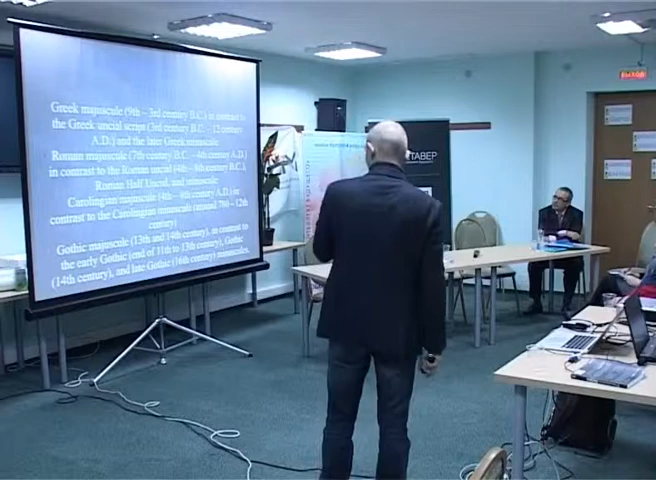 Greek majuscule (9th – 3rd century B.C.) in contrast to
the Greek uncial script (3rd century B.C. - 12 century
A.D.) and the later Greek minuscule
Roman majuscule (7th century B.C. – 4th century A.D.)
in contrast to the Roman uncial (4th – 8th century B.C.),
Roman Half Uncial, and minuscule
Carolingian majuscule (4th – 8th century A.D.) in
contrast to the Carolingian minuscule (around 7th – 12th
century)
Gothic majuscule (13th and 14th century), in contrast to
the early Gothic (end of 11th to 13th century), Gothic
(14th century), and late Gothic (16th century) minuscule.
ТАВЕР
ВЫХОД